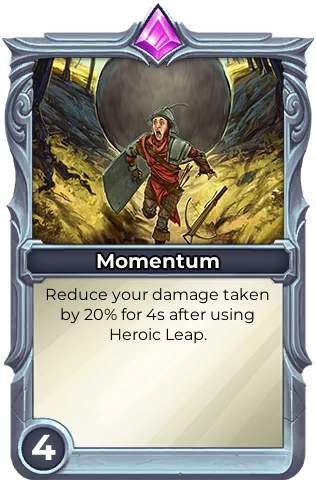 Momentum
Reduce your damage taken
by 20% for 4s after using
Heroic Leap.
4